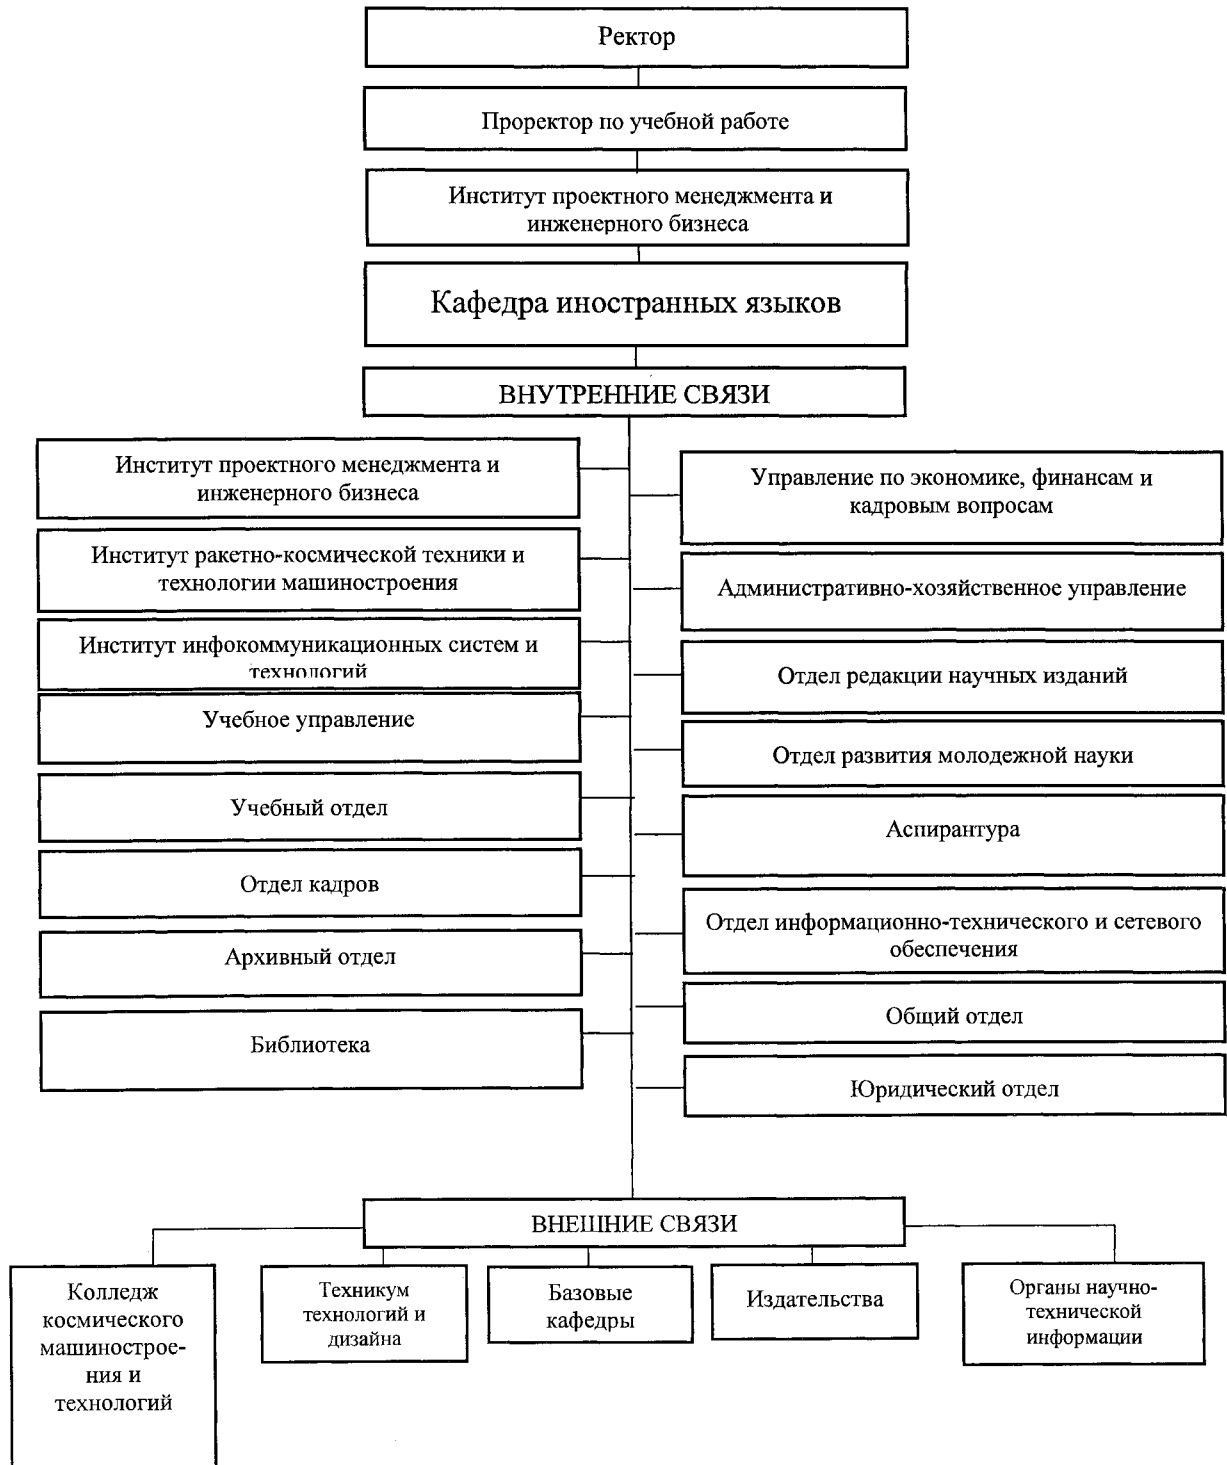 Ректор
Проректор по учебной работе
Институт проектного менеджмента и
инженерного бизнеса
Кафедра иностранных языков
ВНУТРЕННИЕ СВЯЗИ
Институт проектного менеджмента и
инженерного бизнеса
Институт ракетно-космической техники и
технологии машиностроения
Институт инфокоммуникационных систем и
технологий
Учебное управление
Учебный отдел
Отдел кадров
Архивный отдел
Библиотека
Управление по экономике, финансам и
кадровым вопросам
Административно-хозяйственное управление
Отдел редакции научных изданий
Отдел развития молодежной науки
Аспирантура
Отдел информационно-технического и сетевого
обеспечения
Общий отдел
Юридический отдел
ВНЕШНИЕ СВЯЗИ
Колледж
космического
машинострое-
ния и
технологий
Техникум
технологий и
дизайна
Базовые
кафедры
Издательства
Органы научно-
технической
информации